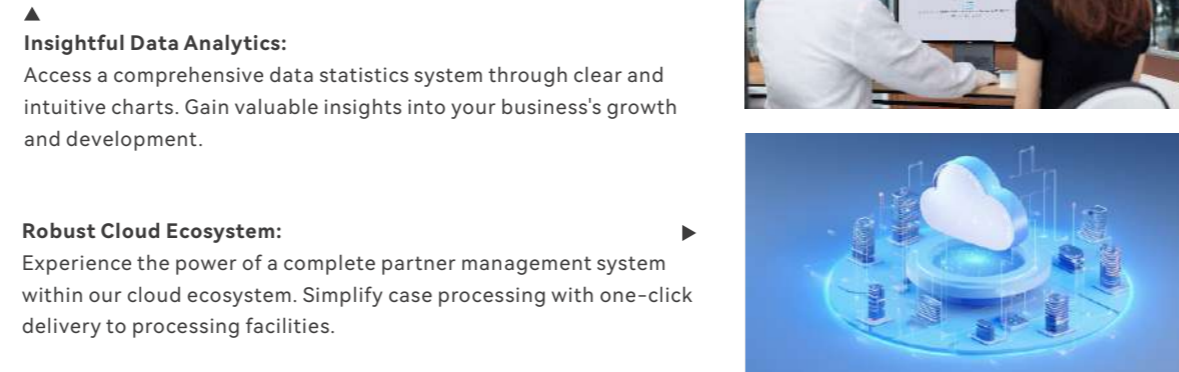 Insightful Data Analytics:
Access a comprehensive data statistics system through clear and
intuitive charts. Gain valuable insights into your business's growth
and development.
Robust Cloud Ecosystem:
Experience the power of a complete partner management system
within our cloud ecosystem. Simplify case processing with one-click
delivery to processing facilities.